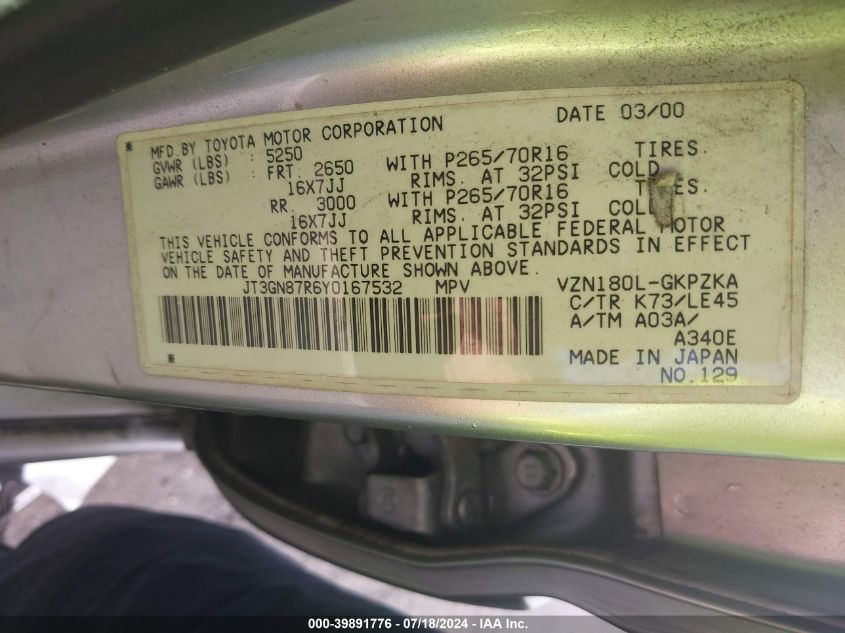 MFD.BY TOYOTA MOTOR CORPORATION DATE 03/00
GVWR (LBS) : 5250
GAWR (LBS) : FRT. 2650 WITH P265/70R16 TIRES.
16X7JJ RIMS. AT 32PSI COLD
RR. 3000 WITH P265/70R16 TIRES.
16X7JJ RIMS. AT 32PSI COLD
THIS VEHICLE CONFORMS TO ALL APPLICABLE FEDERAL MOTOR
VEHICLE SAFETY AND THEFT PREVENTION STANDARDS IN EFFECT
ON THE DATE OF MANUFACTURE SHOWN ABOVE.
JT3GN87R6Y0167532 MPV VZN180L-GKPZKA
C/TR K73/LE45
A/TM A03A/
A340E
MADE IN JAPAN
NO.129
000-39891776 - 07/18/2024 - IAA Inc.